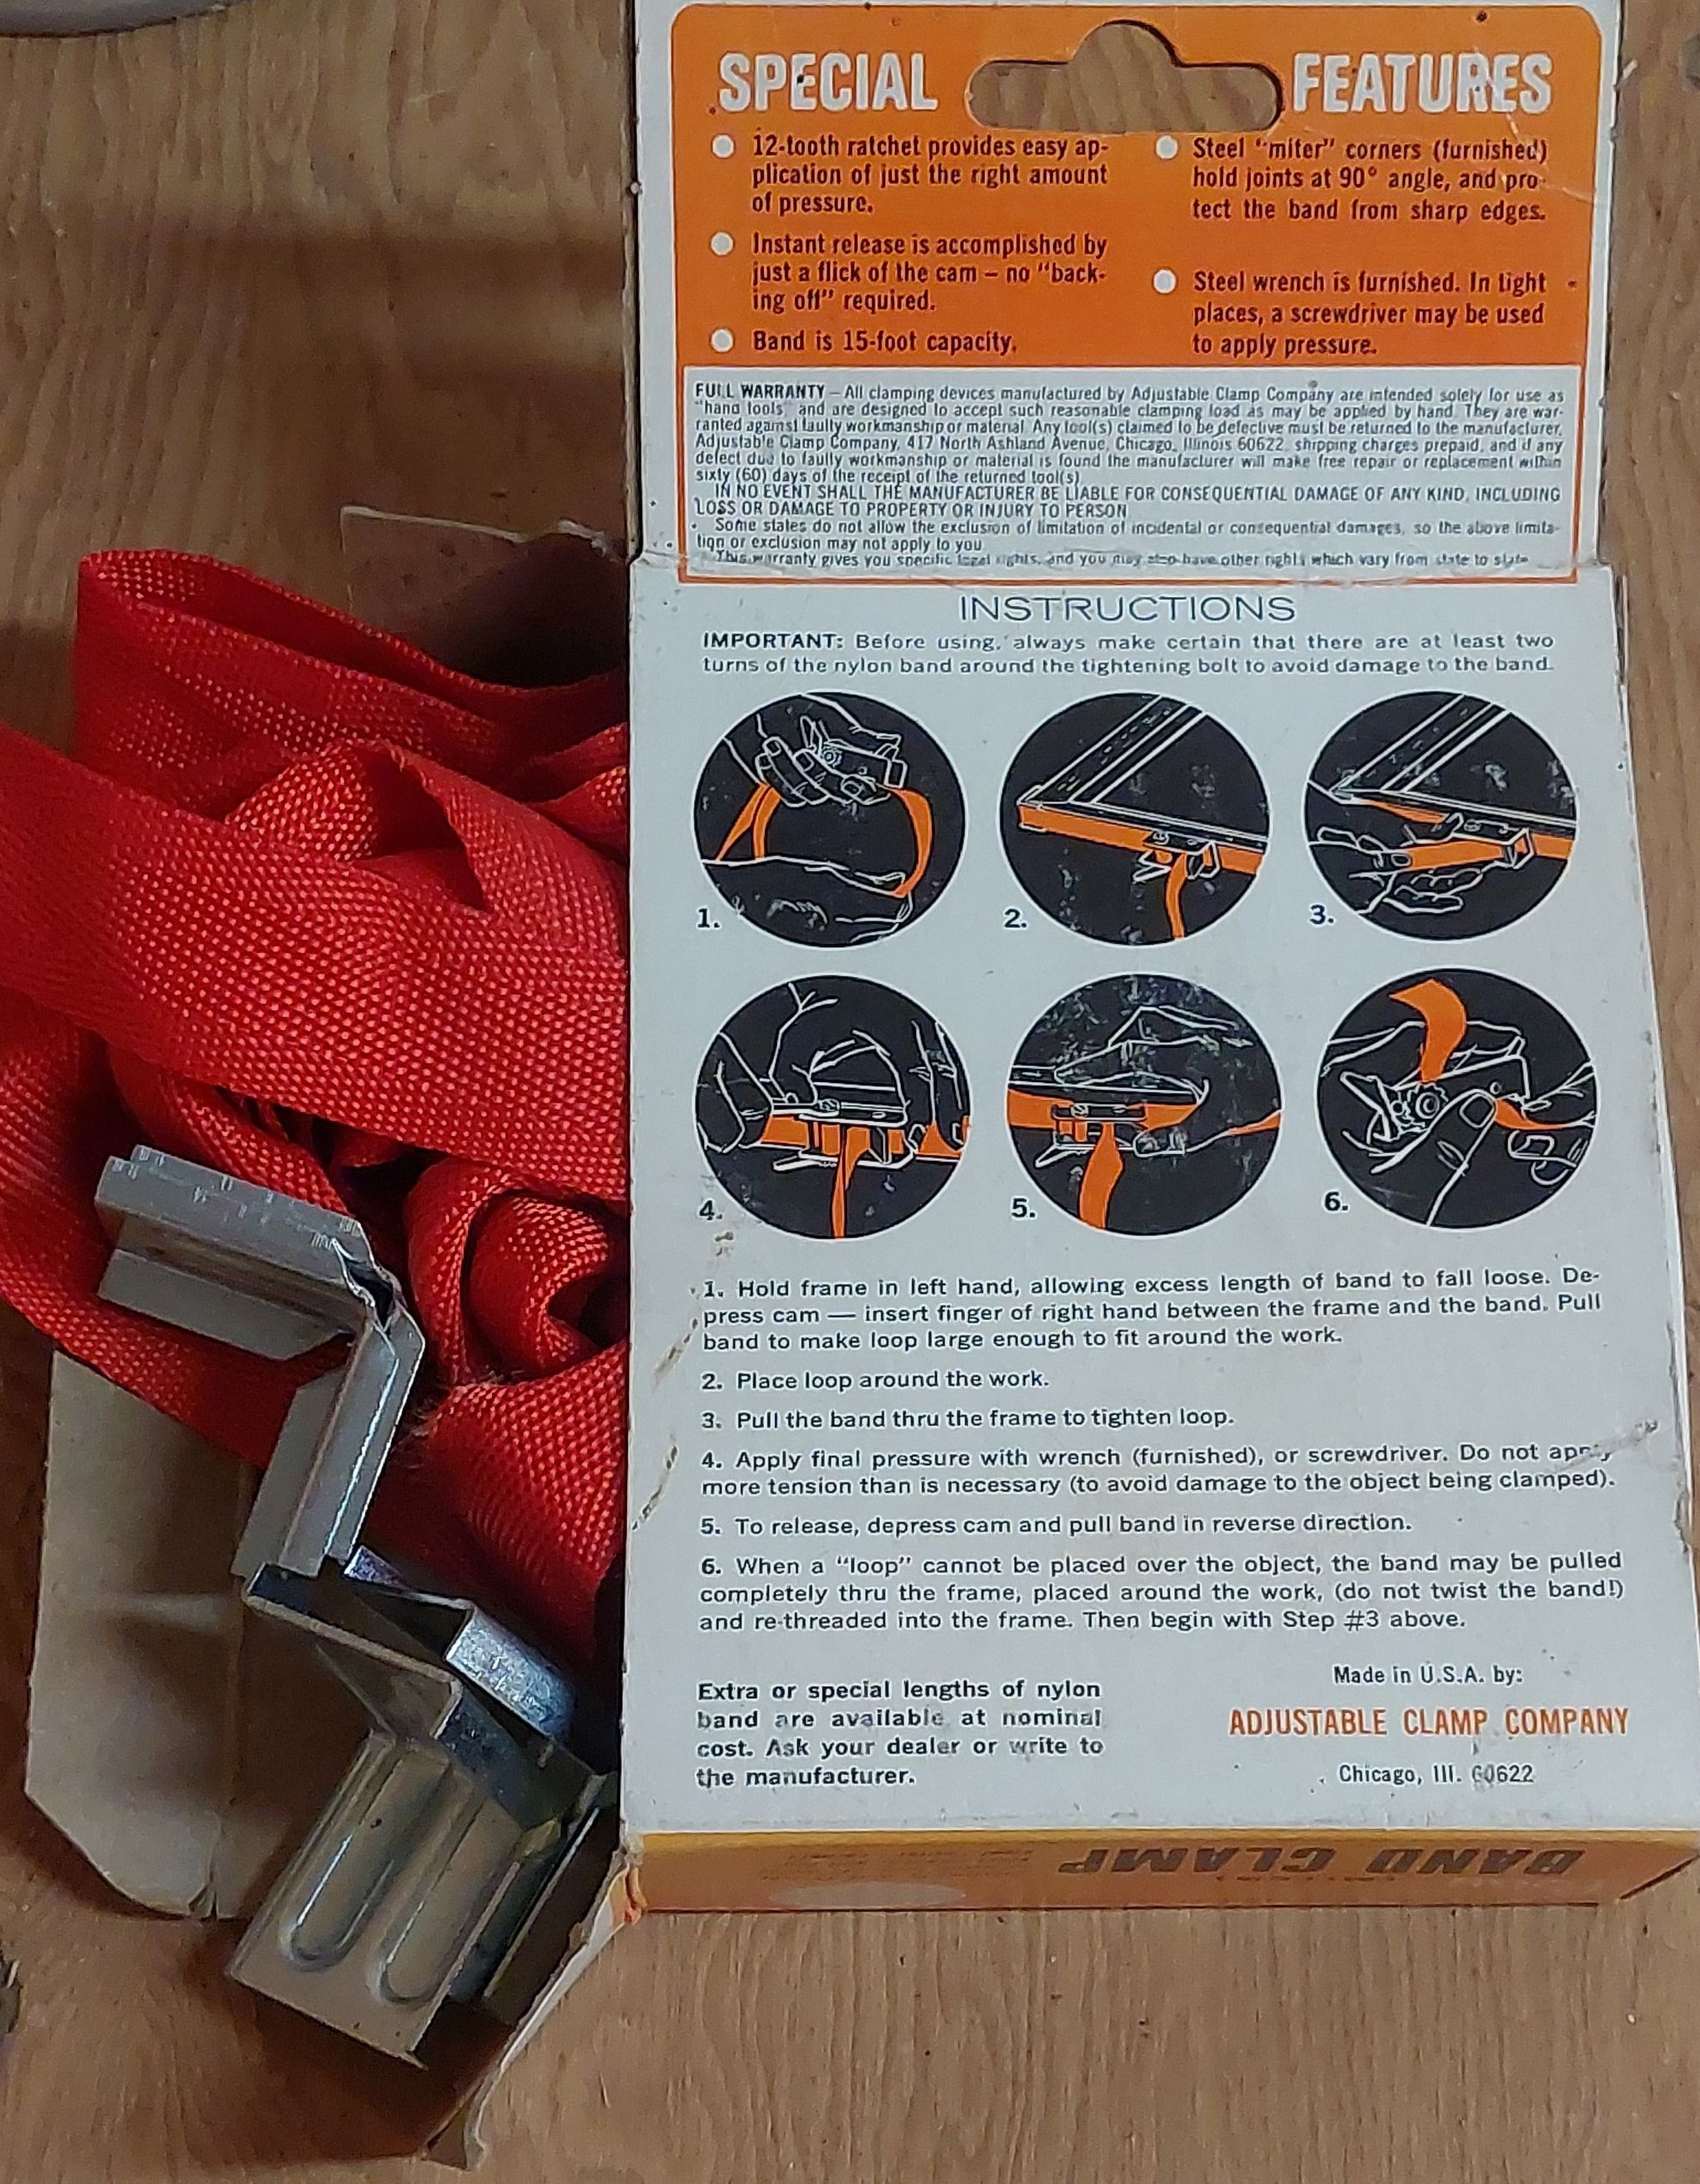 SPECIAL FEATURES
12-tooth ratchet provides easy ap-
plication of just the right amount
of pressure.
Instant release is accomplished by
just a flick of the cam – no "back-
ing off" required.
Band is 15-foot capacity.
Steel "miter" corners (furnished)
hold joints at 90° angle, and pro-
tect the band from sharp edges.
Steel wrench is furnished. In tight
places, a screwdriver may be used
to apply pressure.
FULL WARRANTY – All clamping devices manufactured by Adjustable Clamp Company are intended solely for use as
"hand tools" and are designed to accept such reasonable clamping load as may be applied by hand. They are war-
ranted against faulty workmanship or material. Any tool(s) claimed to be defective must be returned to the manufacturer,
Adjustable Clamp Company, 417 North Ashland Avenue, Chicago, Illinois 60622, shipping charges prepaid, and if any
defect due to faulty workmanship or material is found the manufacturer will make free repair or replacement within
sixty (60) days of the receipt of the returned tool(s)
IN NO EVENT SHALL THE MANUFACTURER BE LIABLE FOR CONSEQUENTIAL DAMAGE OF ANY KIND, INCLUDING
LOSS OR DAMAGE TO PROPERTY OR INJURY TO PERSON
Some states do not allow the exclusion of limitation of incidental or consequential damages, so the above limita-
tion or exclusion may not apply to you
This warranty gives you specific legal rights, and you may also have other rights which vary from state to state
INSTRUCTIONS
IMPORTANT: Before using, always make certain that there are at least two
turns of the nylon band around the tightening bolt to avoid damage to the band.
1. 2. 3.
4. 5. 6.
1. Hold frame in left hand, allowing excess length of band to fall loose. De-
press cam — insert finger of right hand between the frame and the band. Pull
band to make loop large enough to fit around the work.
2. Place loop around the work.
3. Pull the band thru the frame to tighten loop.
4. Apply final pressure with wrench (furnished), or screwdriver. Do not apply
more tension than is necessary (to avoid damage to the object being clamped).
5. To release, depress cam and pull band in reverse direction.
6. When a "loop" cannot be placed over the object, the band may be pulled
completely thru the frame, placed around the work, (do not twist the band!)
and re-threaded into the frame. Then begin with Step #3 above.
Extra or special lengths of nylon
band are available at nominal
cost. Ask your dealer or write to
the manufacturer.
Made in U.S.A. by:
ADJUSTABLE CLAMP COMPANY
Chicago, Ill. 60622
BAND CLAMP